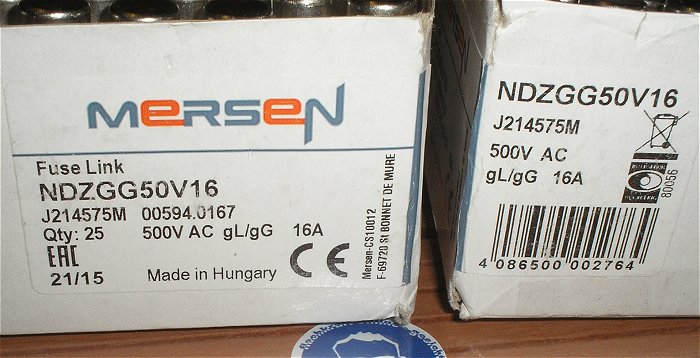 MERSEN
Fuse Link
NDZGG50V16
J214575M 00594.0167
Qty: 25 500V AC gL/gG 16A
EAC
21/15 Made in Hungary CE
Mersen-CS10012
F-69720 St BONNET DE MURE
NDZGG50V16
J214575M
500V AC
gL/gG 16A
80056
4 086500 002764